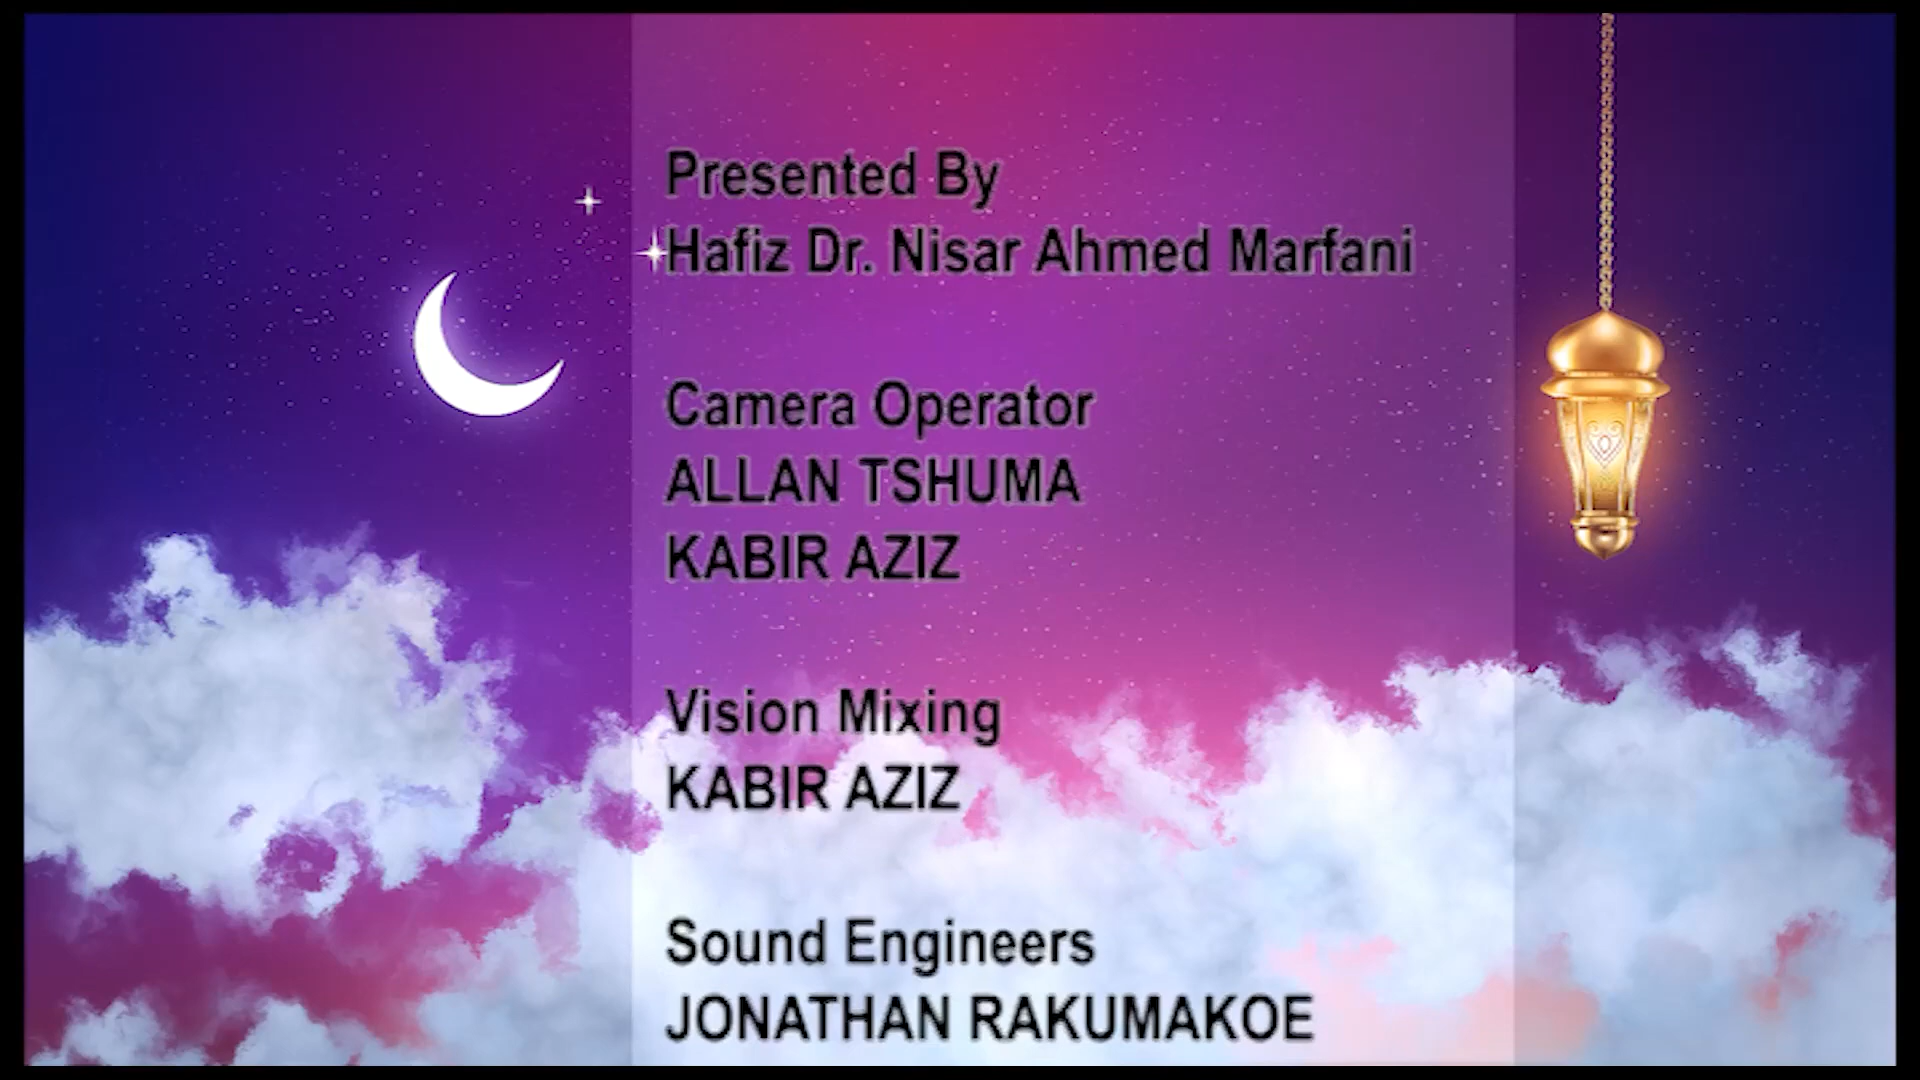 Presented By
Hafiz Dr. Nisar Ahmed Marfani
Camera Operator
ALLAN TSHUMA
KABIR AZIZ
Vision Mixing
KABIR AZIZ
Sound Engineers
JONATHAN RAKUMAKOE